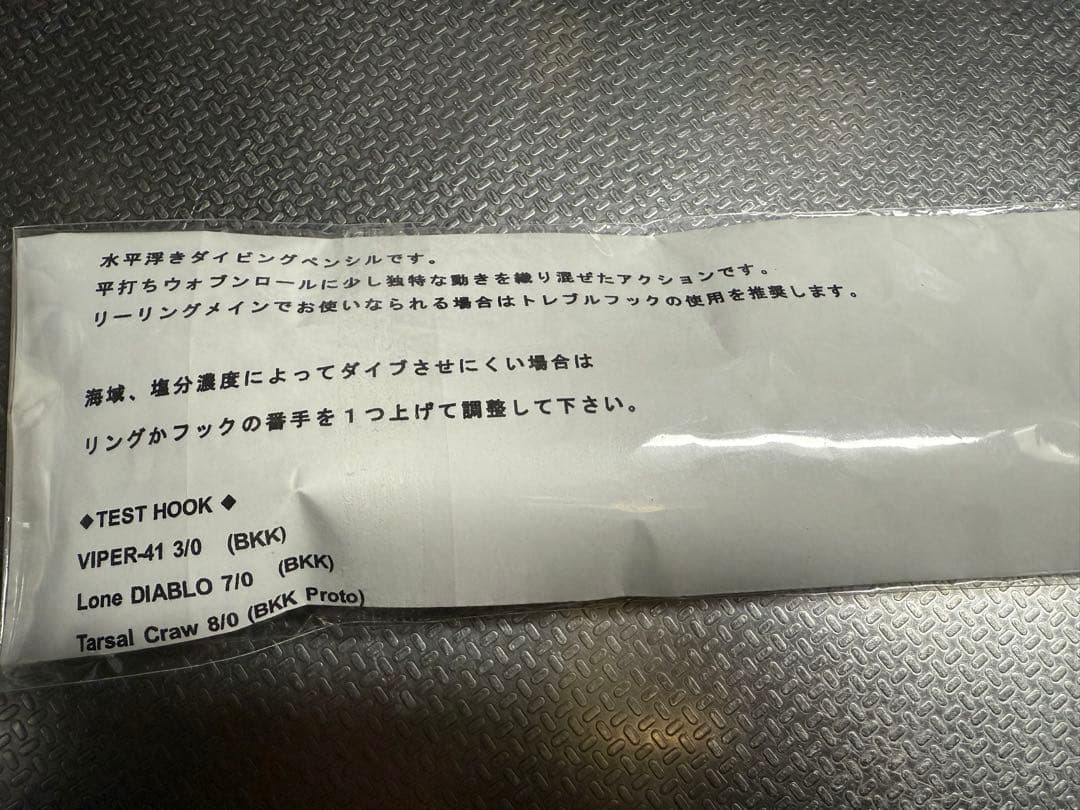 水平浮きダイビングペンシルです。
平打ちウォブンロールに少し独特な動きを織り混ぜたアクションです。
リーリングメインでお使いなられる場合はトレブルフックの使用を推奨します。
海域、塩分濃度によってダイブさせにくい場合は
リングかフックの番手を1つ上げて調整して下さい。
◆TEST HOOK◆
VIPER-41 3/0 (BKK)
Lone DIABLO 7/0 (BKK)
Tarsal Craw 8/0 (BKK Proto)